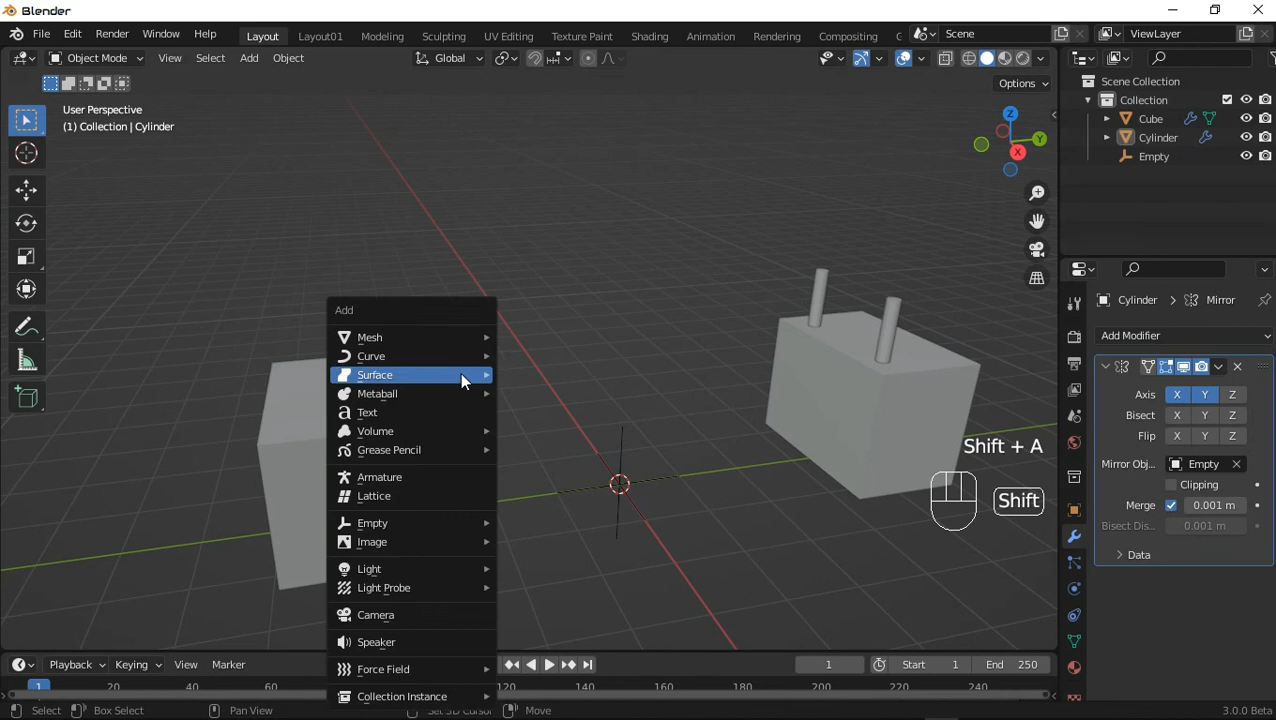 Blender
File Edit Render Window Help Layout Layout01 Modeling Sculpting UV Editing Texture Paint Shading Animation Rendering Compositing Scene ViewLayer
Object Mode View Select Add Object Global
Options
User Perspective
(1) Collection | Cylinder
Z
Y
X
Scene Collection
Collection
Cube
Cylinder
Empty
Cylinder > Mirror
Add Modifier
Axis X Y Z
Bisect X Y Z
Flip X Y Z
Mirror Obj... Empty
Clipping
Merge 0.001 m
Bisect Dis... 0.001 m
Data
Add
Mesh
Curve
Surface
Metaball
Text
Volume
Grease Pencil
Armature
Lattice
Empty
Image
Light
Light Probe
Camera
Speaker
Force Field
Collection Instance
Shift + A
Shift
Playback Keying View Marker 1 Start 1 End 250
1 20 40 60 120 140 160 180 200 220 240
Select Box Select Pan View Set 3D Cursor Move 3.0.0 Beta